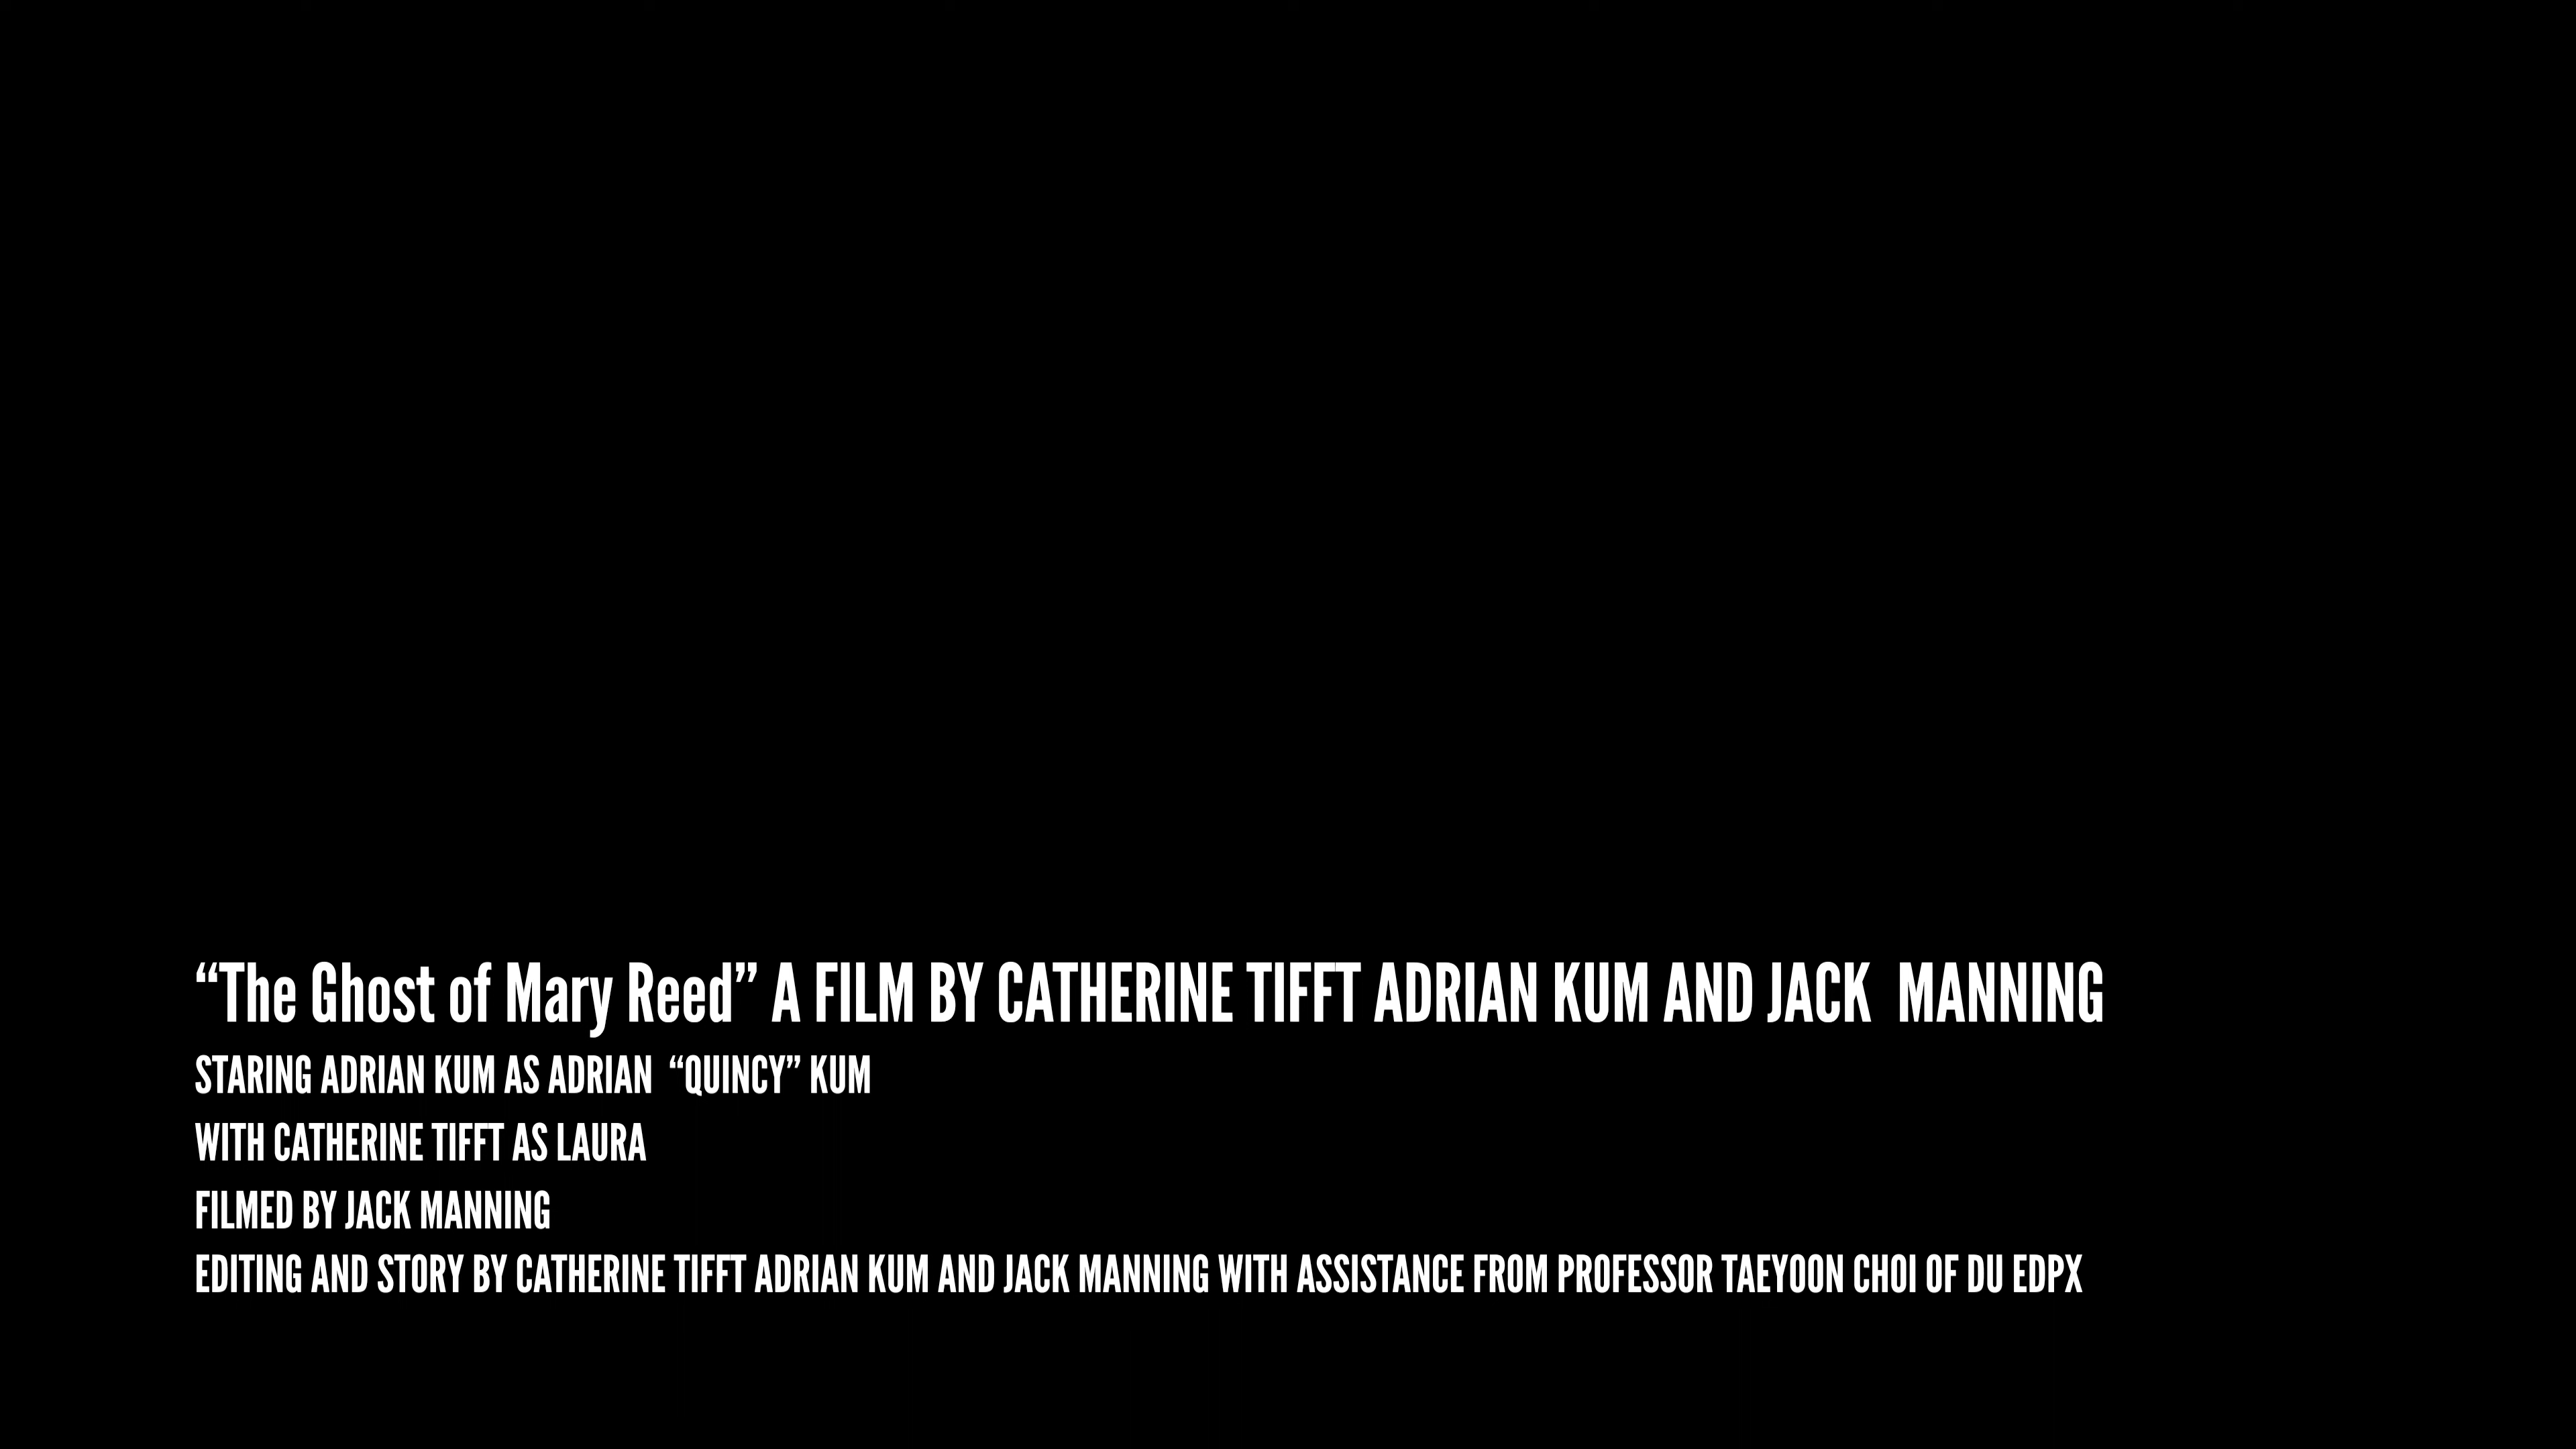 “The Ghost of Mary Reed” A FILM BY CATHERINE TIFFT ADRIAN KUM AND JACK  MANNING
STARING ADRIAN KUM AS ADRIAN  “QUINCY” KUM
WITH CATHERINE TIFFT AS LAURA
FILMED BY JACK MANNING
EDITING AND STORY BY CATHERINE TIFFT ADRIAN KUM AND JACK MANNING WITH ASSISTANCE FROM PROFESSOR TAEYOON CHOI OF DU EDPX